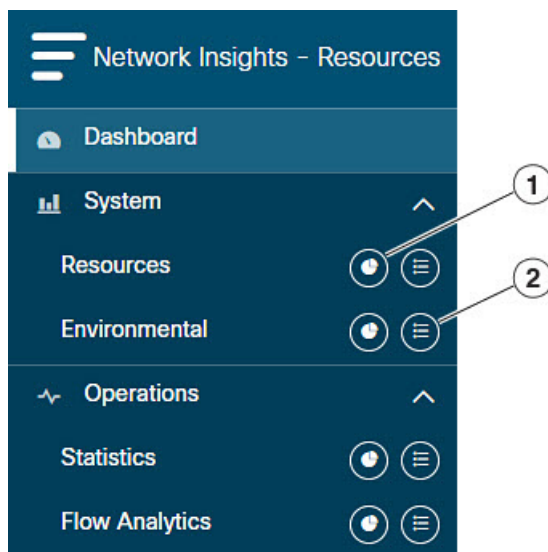 Network Insights - Resources
Dashboard
1
System
Resources
2
Environmental
Operations
Statistics
Flow Analytics